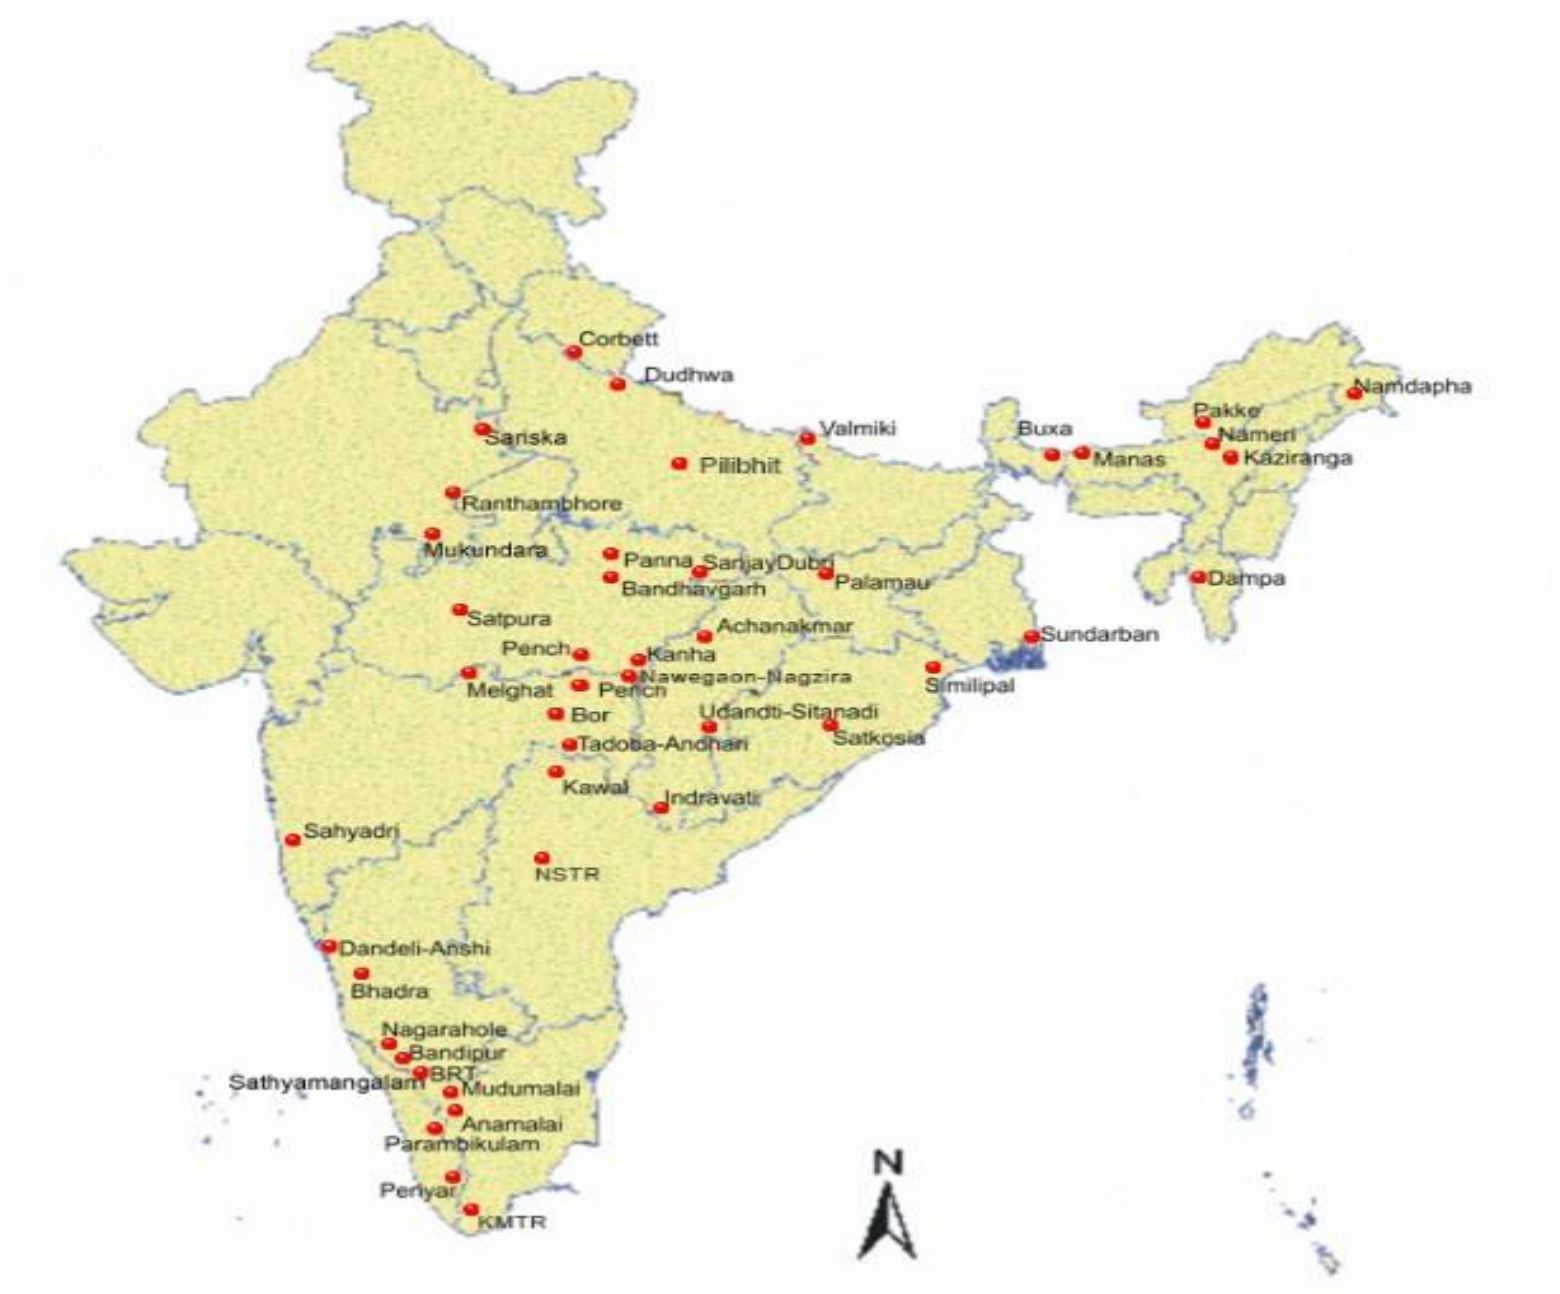 Corbett
Dudhwa
Namdapha
Pakke
Sariska
Valmiki
Buxa
Nameri
Pilibhit
Manas
Kaziranga
Ranthambhore
Mukundara
Panna
SanjayDubri
Bandhavgarh
Palamau
Dampa
Satpura
Achanakmar
Sundarban
Pench
Kanha
Nawegaon-Nagzira
Melghat
Pench
Similipal
Bor
Udandti-Sitanadi
Tadoba-Andhari
Satkosia
Kawal
Indravati
Sahyadri
NSTR
Dandeli-Anshi
Bhadra
Nagarahole
Bandipur
BRT
Sathyamangalam
Mudumalai
Anamalai
Parambikulam
N
Periyar
KMTR